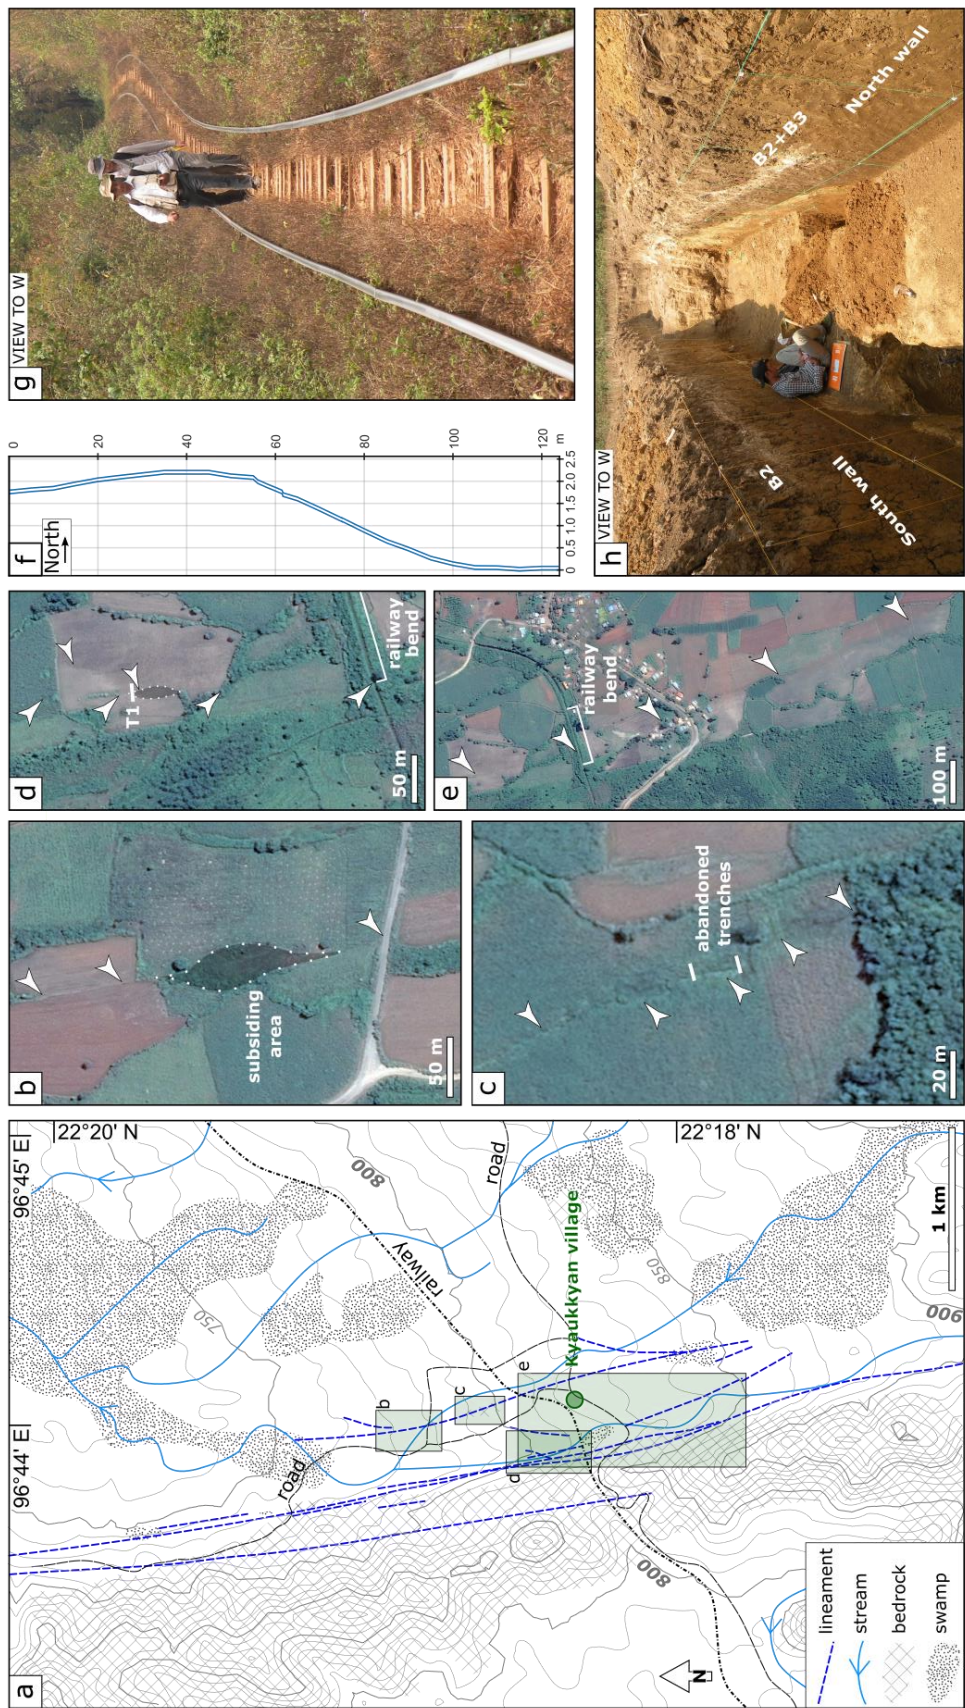 a
96°44' E
96°45' E
22°20' N
22°18' N
road
railway
road
800
750
850
800
900
Kyaukkyan village
b
c
d
e
N
lineament
stream
bedrock
swamp
1 km
b
subsiding
area
50 m
c
abandoned
trenches
20 m
d
T1
railway
bend
50 m
e
railway
bend
100 m
f
North
0
20
40
60
80
100
120
m
0
0.5
1.0
1.5
2.0
2.5
g
VIEW TO W
h
VIEW TO W
B2
South wall
B2+B3
North wall